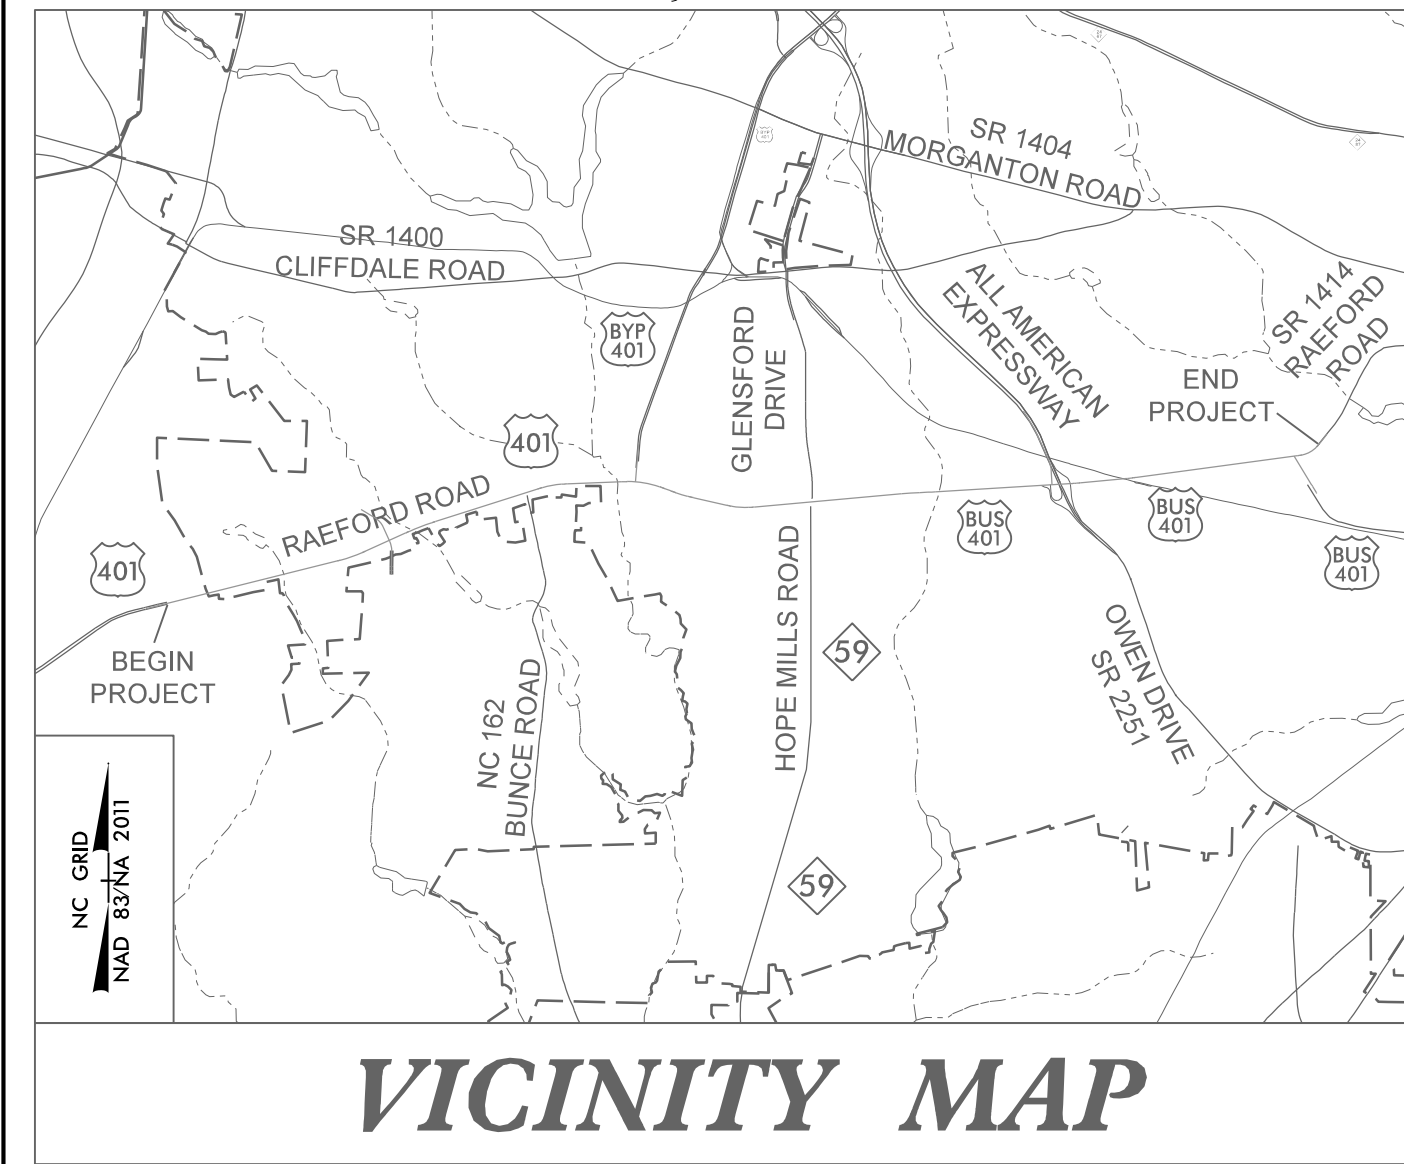 SR 1404
MORGANTON ROAD
BYP
401
SR 1400
CLIFFDALE ROAD
ALL AMERICAN
EXPRESSWAY
SR 1414
RAEFORD
ROAD
BYP
401
GLENSFORD
DRIVE
END
PROJECT
401
RAEFORD ROAD
BUS
401
BUS
401
BUS
401
401
BEGIN
PROJECT
HOPE MILLS ROAD
59
OWEN DRIVE
SR 2251
NC 162
BUNCE ROAD
59
NC GRID
NAD 83/NA 2011
VICINITY MAP